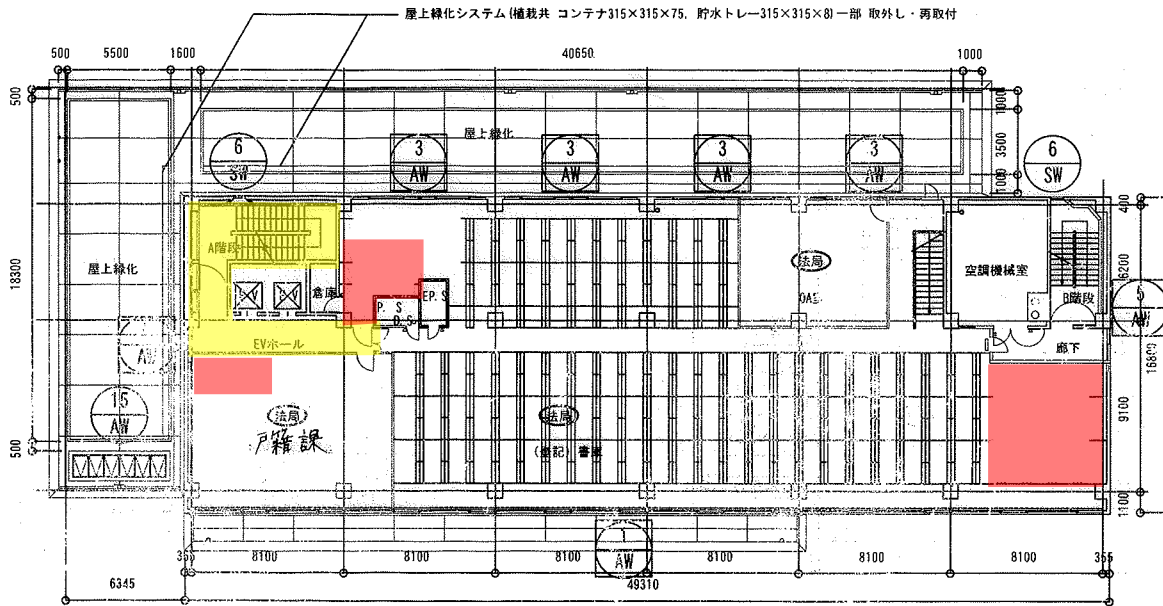 屋上緑化システム(植栽共 コンテナ315×315×75. 貯水トレー315×315×8)一部 取外し・再取付
500 5500 1600 40650 1000
500
18300
500
屋上緑化
1000
3500
1000
6 SW
3 AW
3 AW
3 AW
3 AW
6 SW
400
6200
16800
9100
1100
A階段
屋上緑化
倉庫
P. S
D. S
EP. S
法局
空調機械室
B階段
5 AW
AW
EVホール
廊下
15 AW
法局
戸籍課
法局
書庫
1 AW
355 8100 8100 8100 8100 8100 8100 355
6345 49310